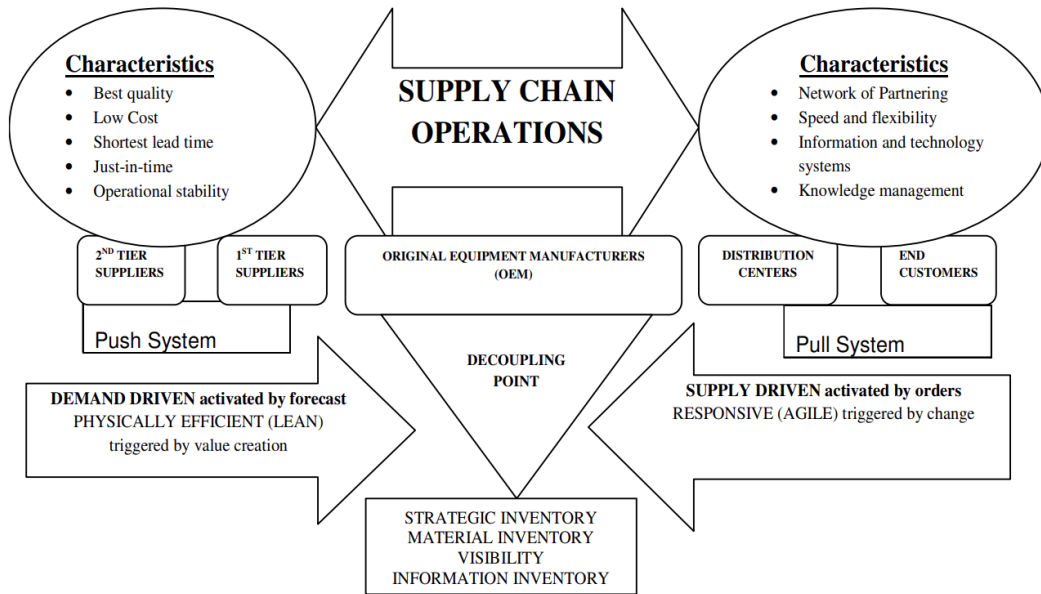 Characteristics
• Best quality
• Low Cost
• Shortest lead time
• Just-in-time
• Operational stability
SUPPLY CHAIN
OPERATIONS
Characteristics
• Network of Partnering
• Speed and flexibility
• Information and technology
systems
• Knowledge management
2ND TIER
SUPPLIERS
1ST TIER
SUPPLIERS
ORIGINAL EQUIPMENT MANUFACTURERS
(OEM)
DISTRIBUTION
CENTERS
END
CUSTOMERS
Push System
Pull System
DECOUPLING
POINT
DEMAND DRIVEN activated by forecast
PHYSICALLY EFFICIENT (LEAN)
triggered by value creation
SUPPLY DRIVEN activated by orders
RESPONSIVE (AGILE) triggered by change
STRATEGIC INVENTORY
MATERIAL INVENTORY
VISIBILITY
INFORMATION INVENTORY